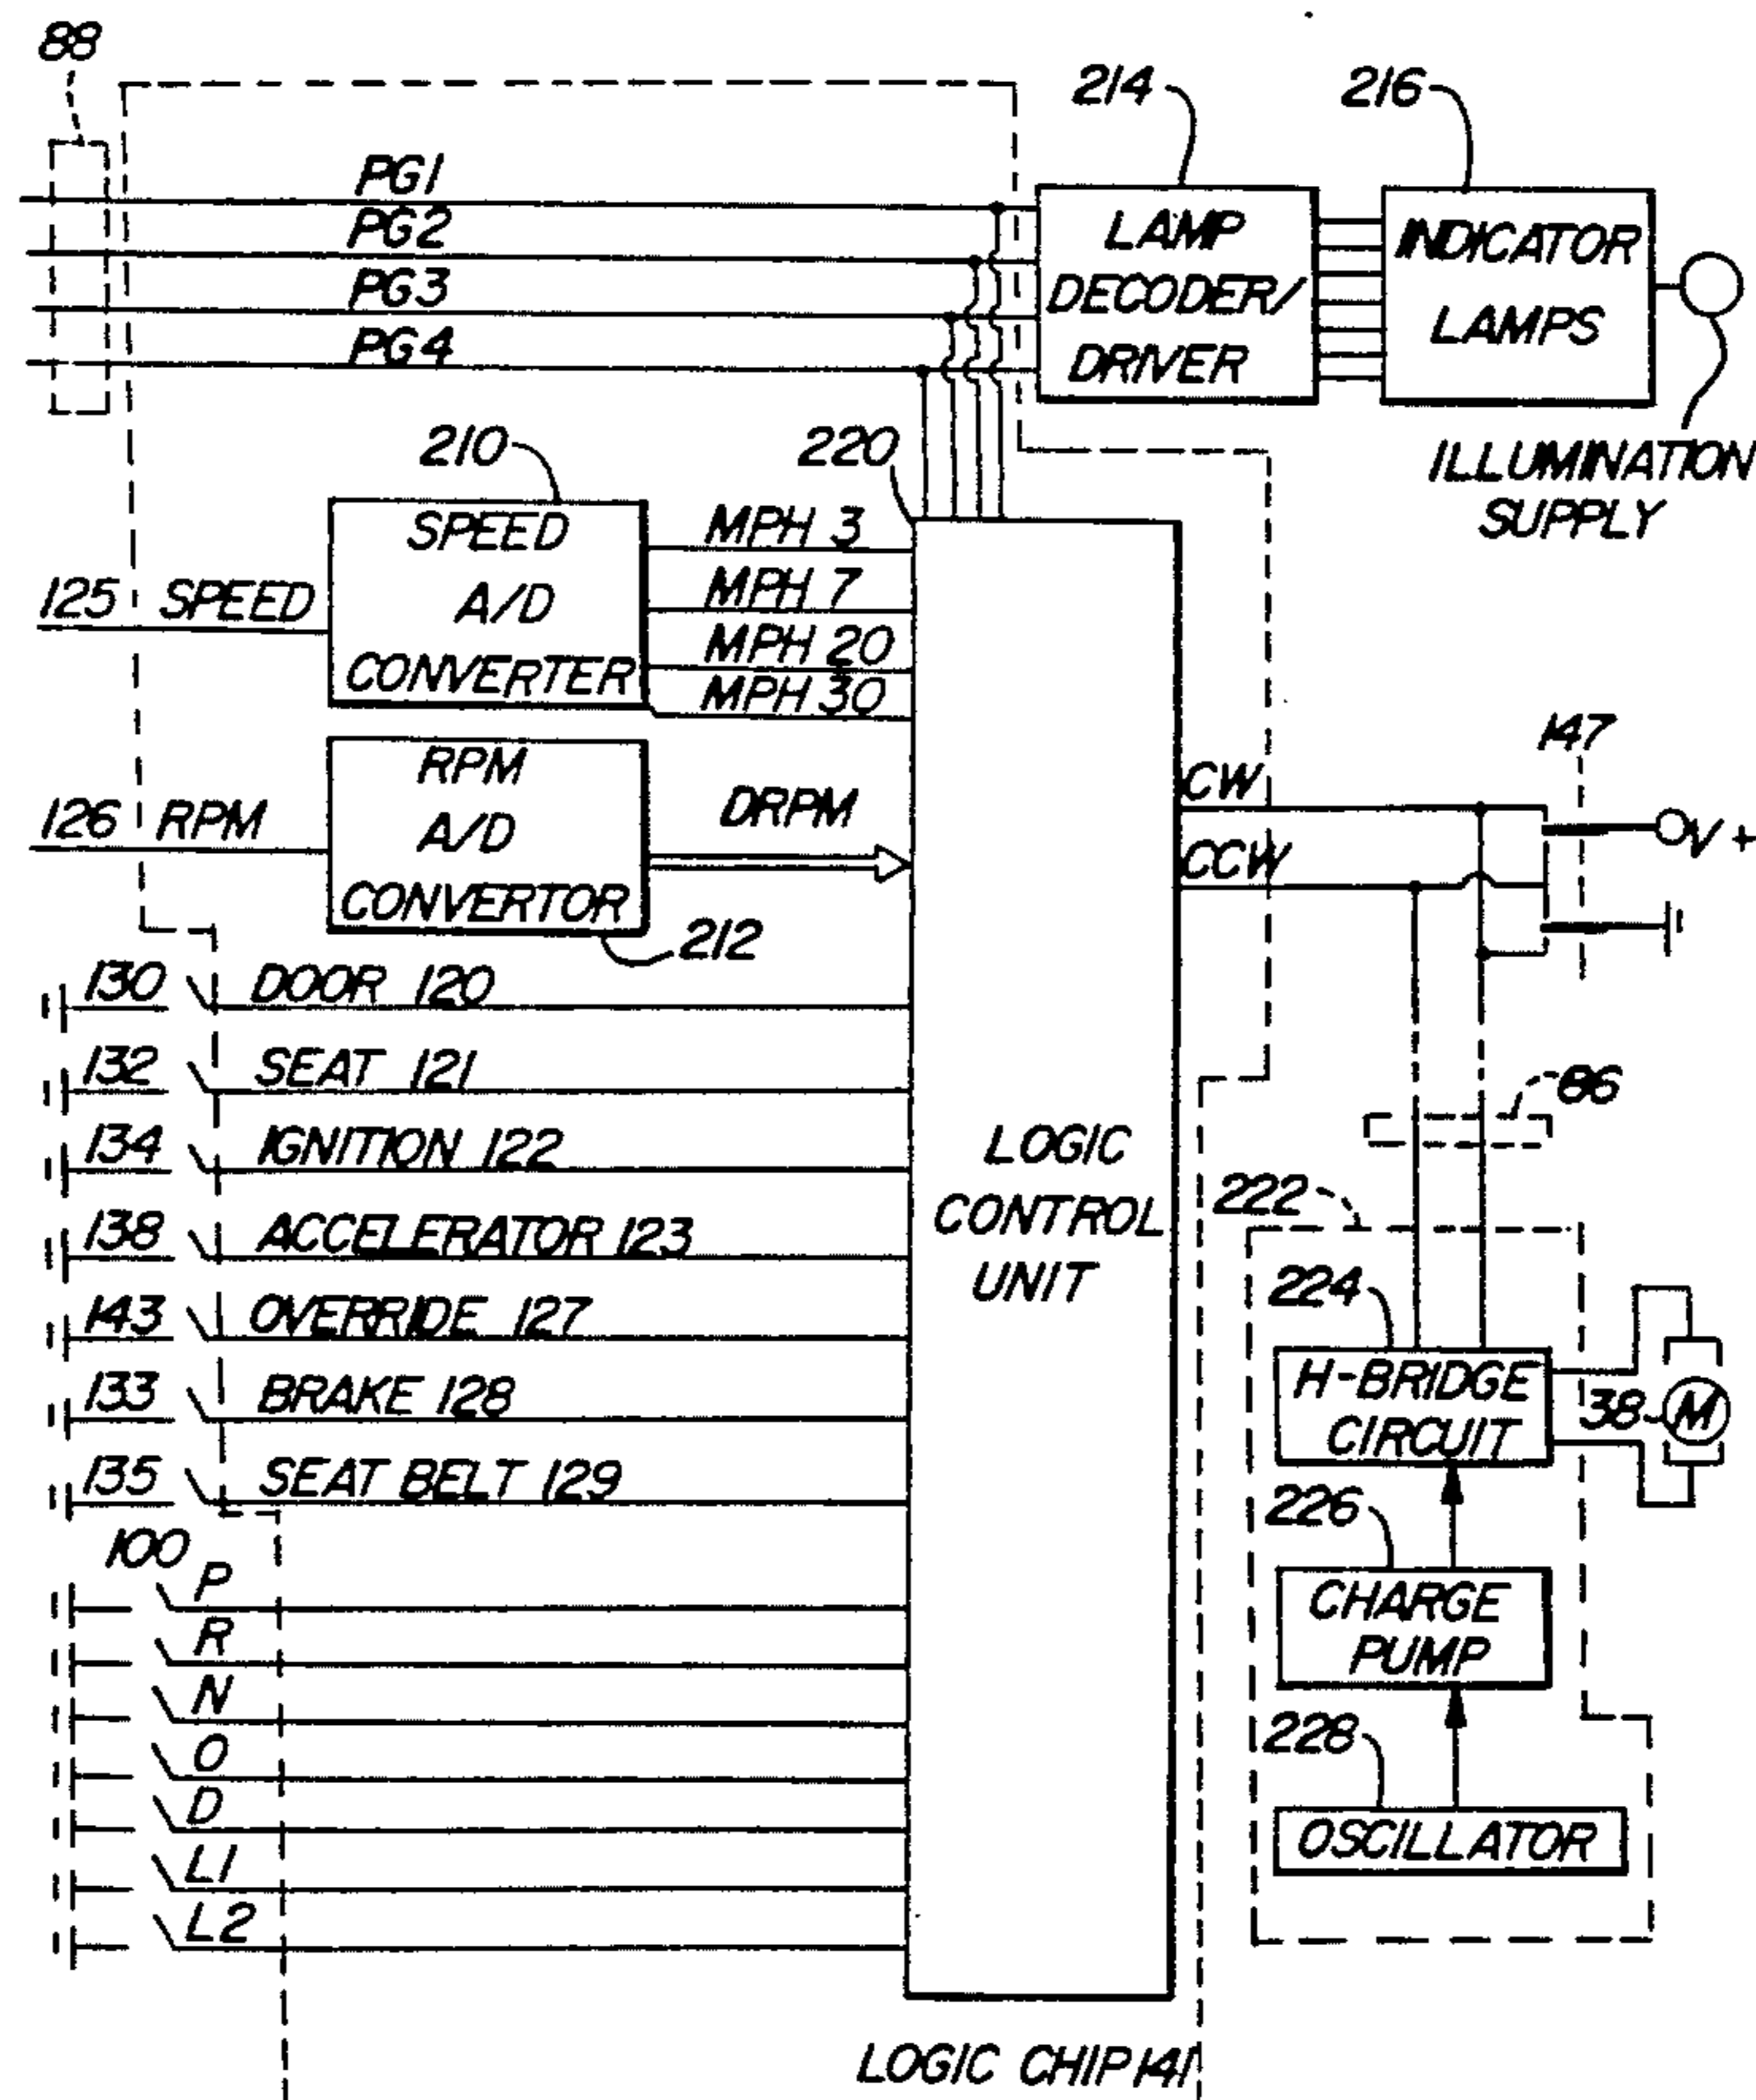 88
214
216
PG1
PG2
PG3
PG4
LAMP
DECODER/
DRIVER
INDICATOR
LAMPS
ILLUMINATION
SUPPLY
210
220
SPEED
A/D
CONVERTER
MPH 3
MPH 7
MPH 20
MPH 30
125 SPEED
RPM
A/D
CONVERTOR
DRPM
126 RPM
212
CW
CCW
147
V+
130 DOOR 120
132 SEAT 121
134 IGNITION 122
138 ACCELERATOR 123
143 OVERRIDE 127
133 BRAKE 128
135 SEAT BELT 129
LOGIC
CONTROL
UNIT
86
222
224
H-BRIDGE
CIRCUIT
38
M
226
CHARGE
PUMP
228
OSCILLATOR
100
P
R
N
O
D
L1
L2
LOGIC CHIP 141